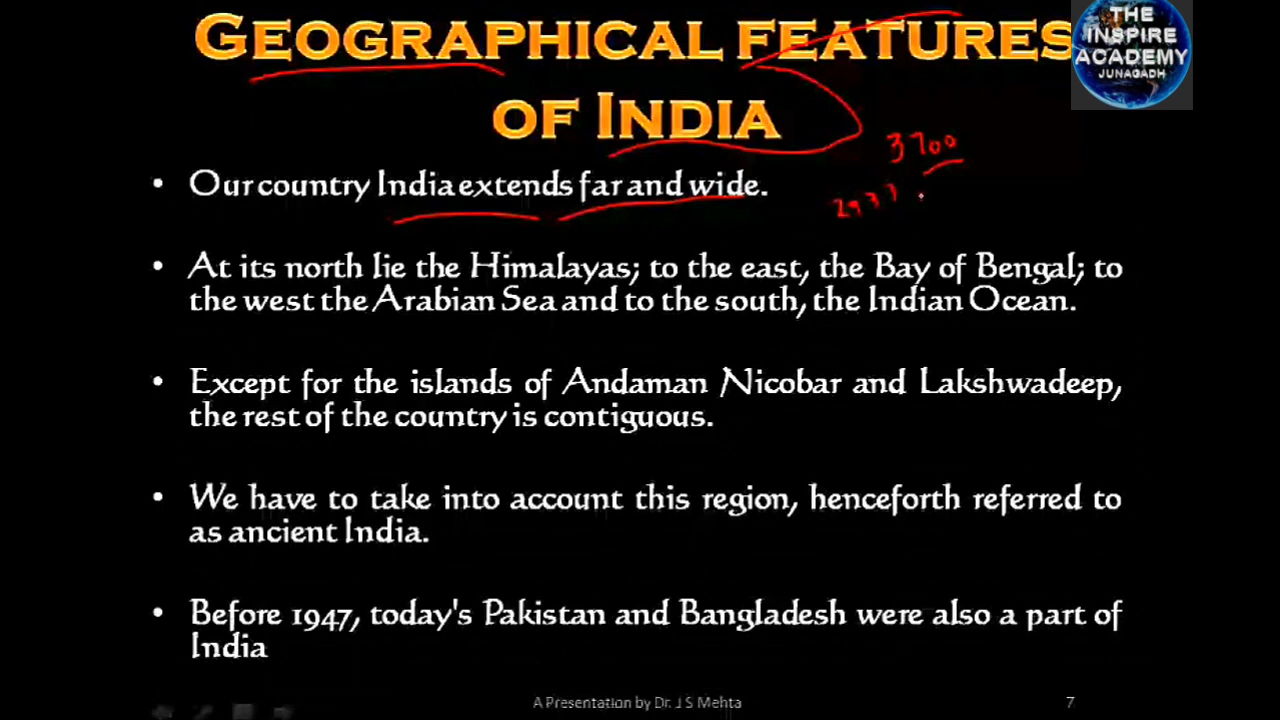 GEOGRAPHICAL FEATURES
OF INDIA
THE
INSPIRE
ACADEMY
JUNAGADH
3700
2933
• Our country India extends far and wide.
• At its north lie the Himalayas; to the east, the Bay of Bengal; to
the west the Arabian Sea and to the south, the Indian Ocean.
• Except for the islands of Andaman Nicobar and Lakshwadeep,
the rest of the country is contiguous.
• We have to take into account this region, henceforth referred to
as ancient India.
• Before 1947, today's Pakistan and Bangladesh were also a part of
India
A Presentation by Dr. J S Mehta
7